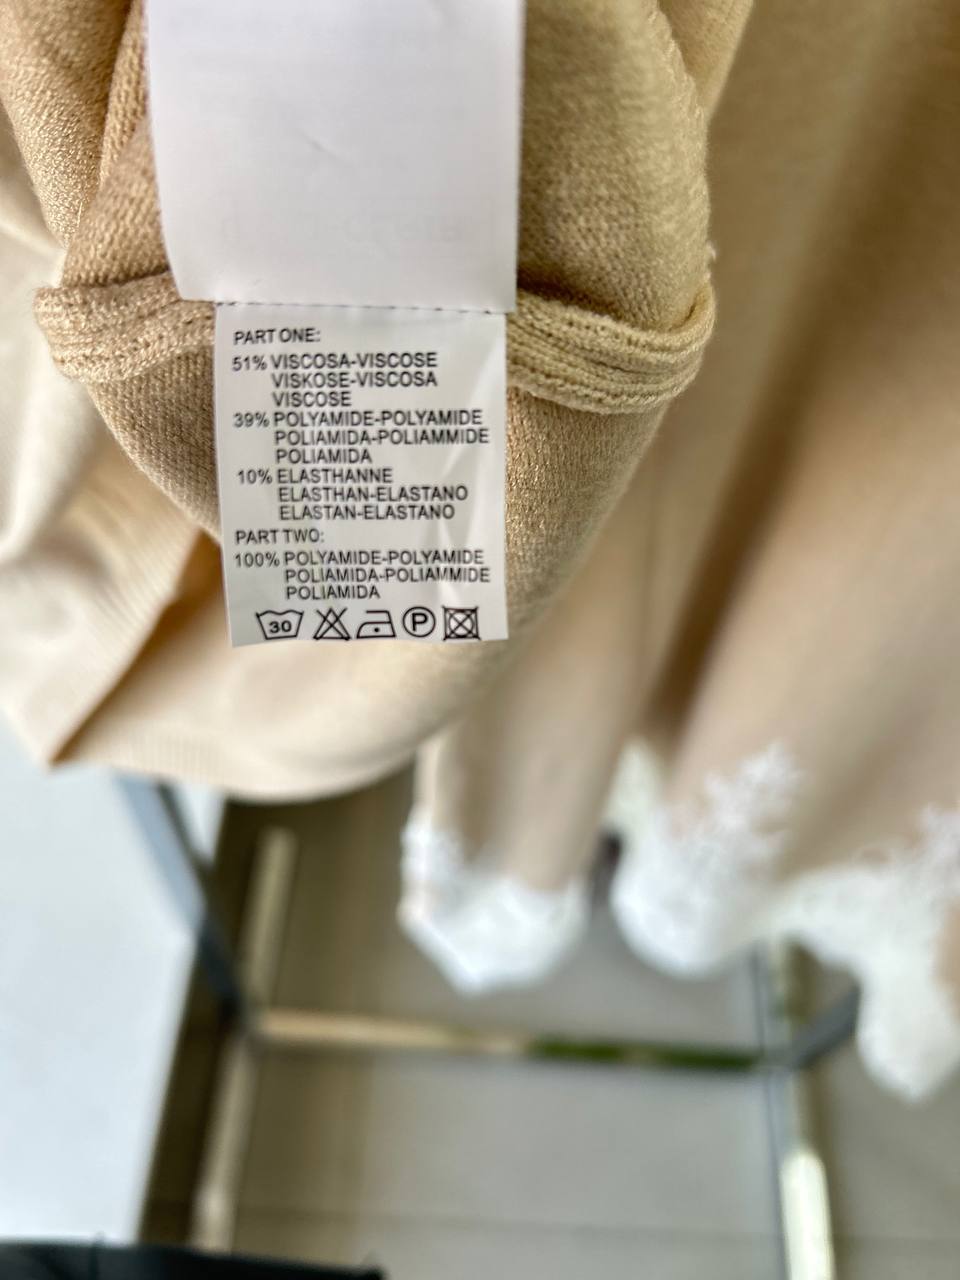 PART ONE:
51% VISCOSA-VISCOSE
VISKOSE-VISCOSA
VISCOSE
39% POLYAMIDE-POLYAMIDE
POLIAMIDA-POLIAMMIDE
POLIAMIDA
10% ELASTHANNE
ELASTHAN-ELASTANO
ELASTAN-ELASTANO
PART TWO:
100% POLYAMIDE-POLYAMIDE
POLIAMIDA-POLIAMMIDE
POLIAMIDA
30 P